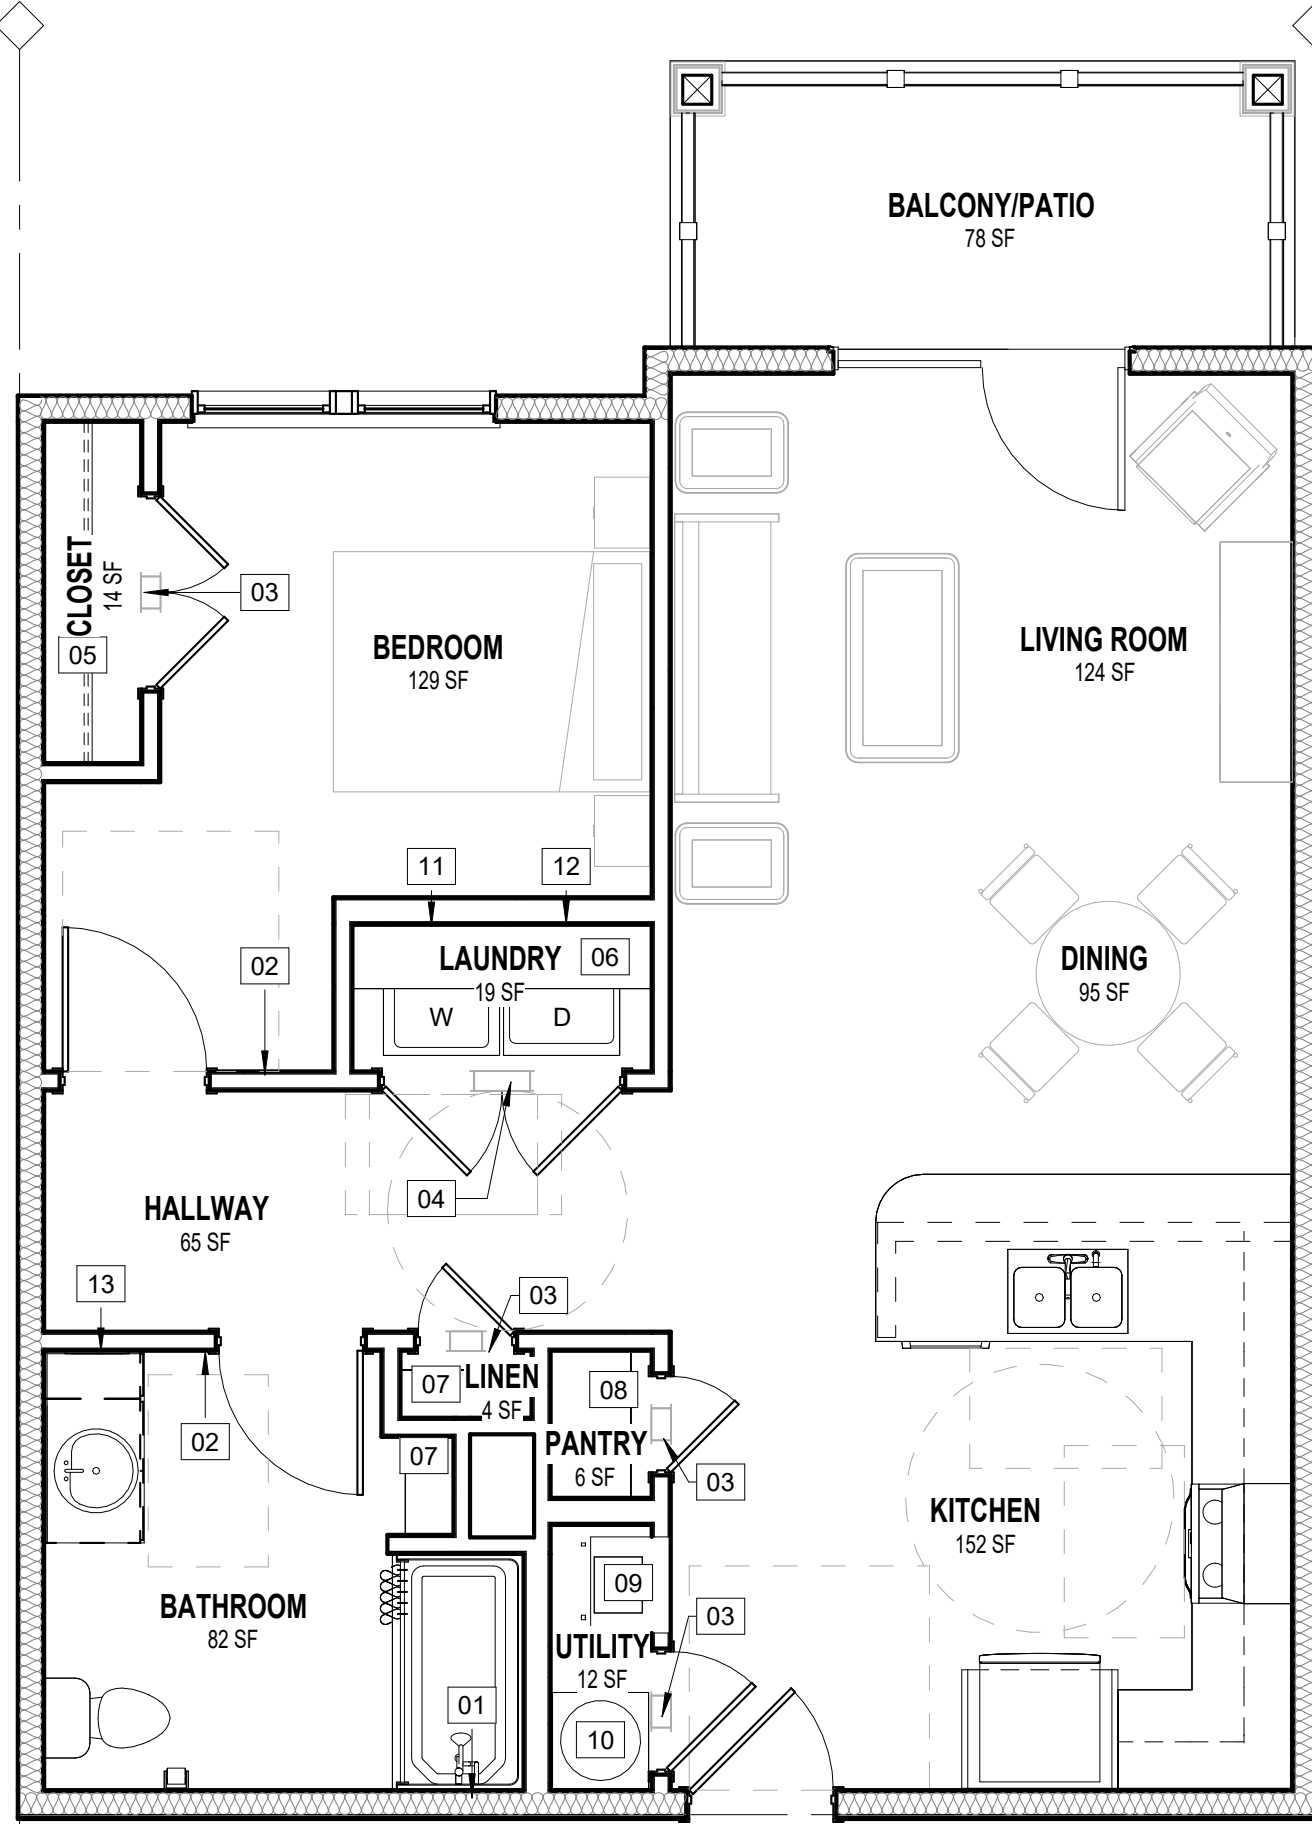 BALCONY/PATIO
78 SF
CLOSET
14 SF
03
05
BEDROOM
129 SF
LIVING ROOM
124 SF
11
12
02
LAUNDRY
06
19 SF
W
D
DINING
95 SF
04
HALLWAY
65 SF
13
03
07
LINEN
4 SF
08
02
07
PANTRY
6 SF
03
KITCHEN
152 SF
09
BATHROOM
82 SF
03
UTILITY
12 SF
01
10